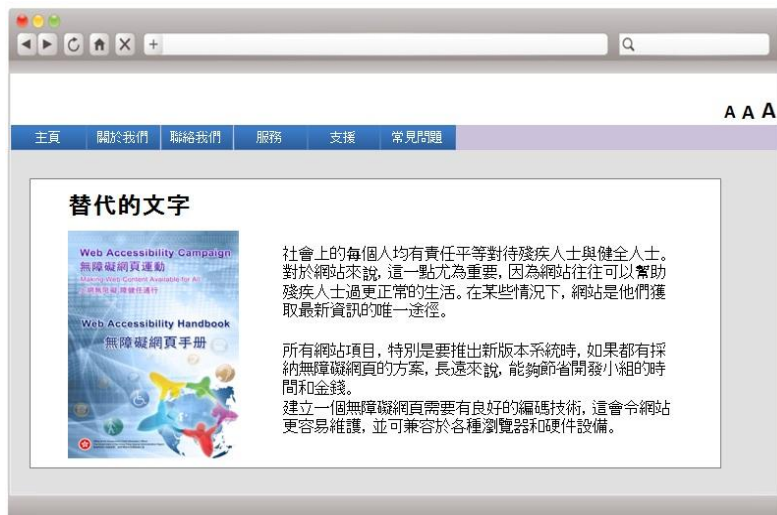 A A A
主頁 關於我們 聯絡我們 服務 支援 常見問題
替代的文字
Web Accessibility Campaign
無障礙網頁運動
Making Web Content Available for All
Web Accessibility Handbook
無障礙網頁手册
社會上的每個人均有責任平等對待殘疾人士與健全人士。
對於網站來說, 這一點尤為重要, 因為網站往往可以幫助
殘疾人士過更正常的生活。在某些情況下, 網站是他們獲
取最新資訊的唯一途徑。
所有網站項目, 特別是要推出新版本系統時, 如果都有採
納無障礙網頁的方案, 長遠來說, 能夠節省開發小組的時
間和金錢。
建立一個無障礙網頁需要有良好的編碼技術, 這會令網站
更容易維護, 並可兼容於各種瀏覽器和硬件設備。